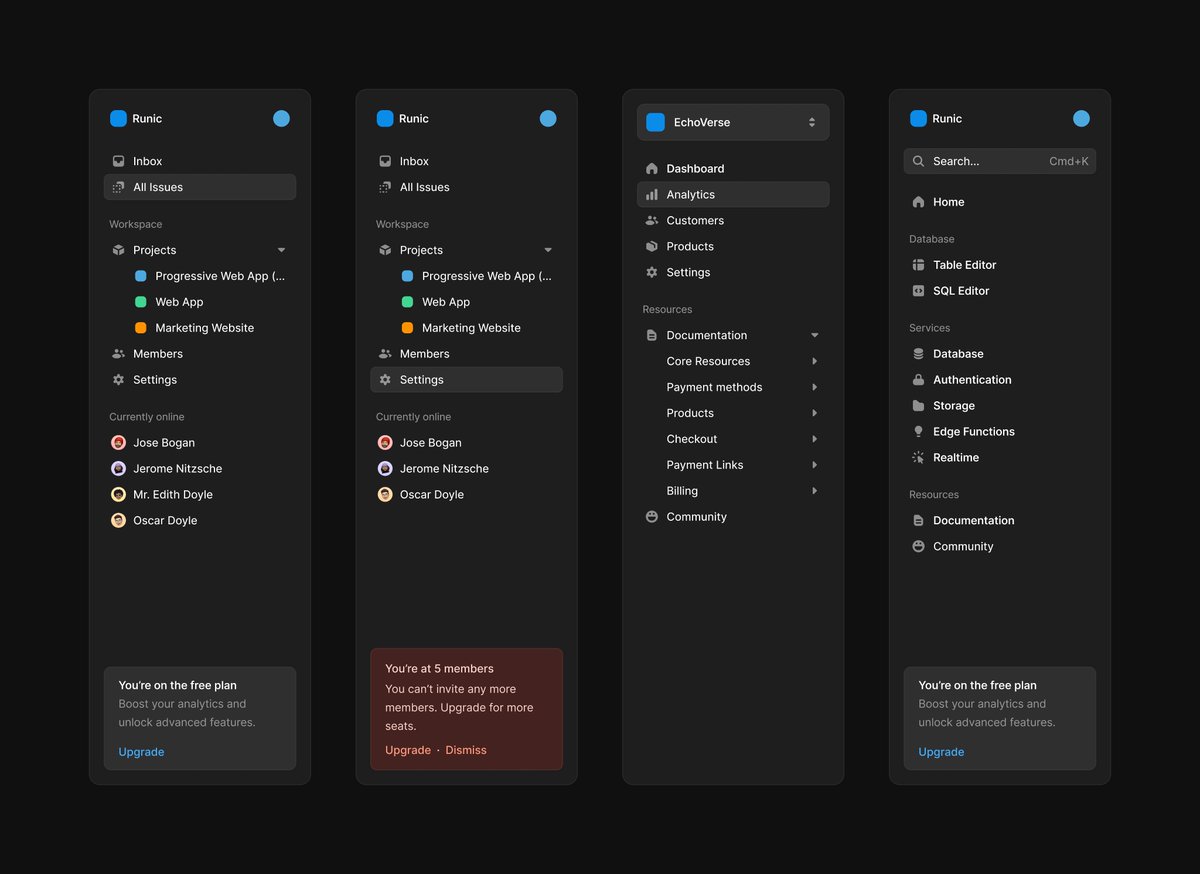 Runic
Inbox
All Issues
Workspace
Projects
Progressive Web App (...
Web App
Marketing Website
Members
Settings
Currently online
Jose Bogan
Jerome Nitzsche
Mr. Edith Doyle
Oscar Doyle
You're on the free plan
Boost your analytics and
unlock advanced features.
Upgrade
Runic
Inbox
All Issues
Workspace
Projects
Progressive Web App (...
Web App
Marketing Website
Members
Settings
Currently online
Jose Bogan
Jerome Nitzsche
Oscar Doyle
You're at 5 members
You can't invite any more
members. Upgrade for more
seats.
Upgrade · Dismiss
EchoVerse
Dashboard
Analytics
Customers
Products
Settings
Resources
Documentation
Core Resources
Payment methods
Products
Checkout
Payment Links
Billing
Community
Runic
Search... Cmd+K
Home
Database
Table Editor
SQL Editor
Services
Database
Authentication
Storage
Edge Functions
Realtime
Resources
Documentation
Community
You're on the free plan
Boost your analytics and
unlock advanced features.
Upgrade